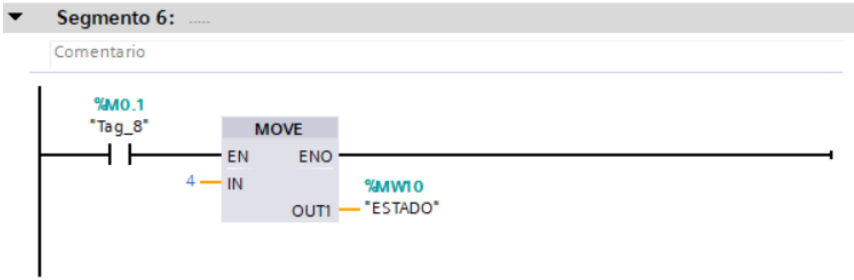 Segmento 6: .....
Comentario
%M0.1
"Tag_8"
MOVE
EN ENO
4 IN
%MW10
OUT1 "ESTADO"